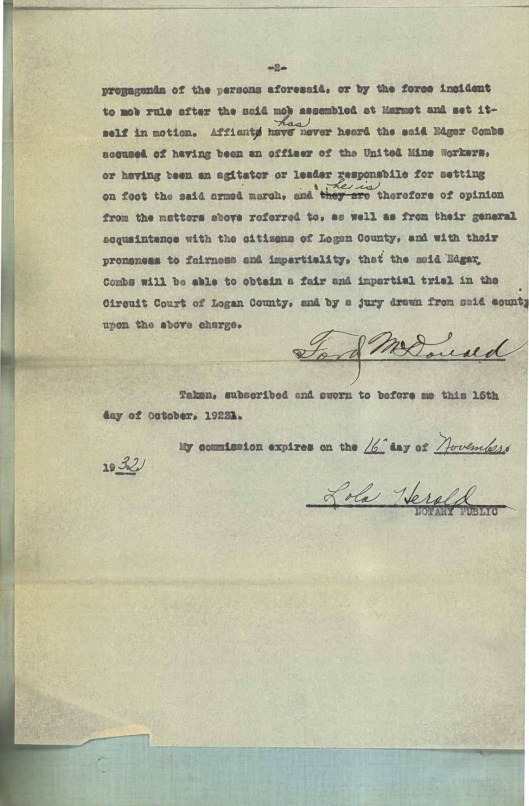 -2-
propaganda of the persons aforesaid, or by the force incident
to mob rule after the said mob assembled at Marmet and set it-
has
self in motion. Affiants have never heard the said Edgar Combs
accused of having been an officer of the United Mine Workers,
or having been an agitator or leader responsible for setting
he is
on foot the said armed march, and they are therefore of opinion
from the matters above referred to, as well as from their general
acquaintance with the citizens of Logan County, and with their
proneness to fairness and impartiality, that the said Edgar
Combs will be able to obtain a fair and impartial trial in the
Circuit Court of Logan County, and by a jury drawn from said county
upon the above charge.
Ford McDonald
Taken, subscribed and sworn to before me this 15th
day of October, 1923.
My commission expires on the 16" day of November,
1932
Lola Herald
NOTARY PUBLIC